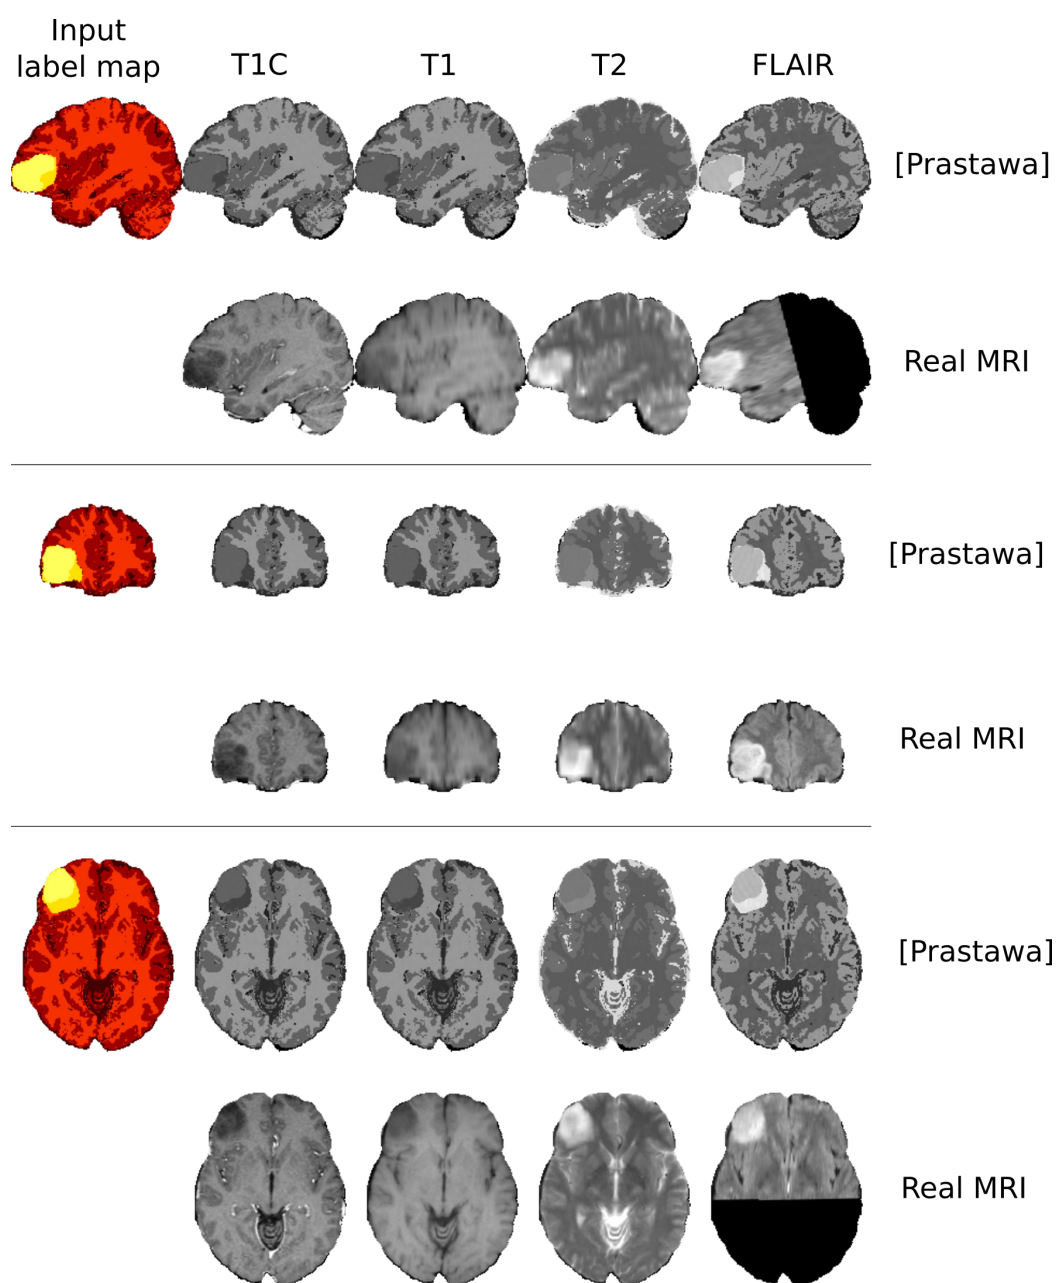 Input
label map
T1C
T1
T2
FLAIR
[Prastawa]
Real MRI
[Prastawa]
Real MRI
[Prastawa]
Real MRI